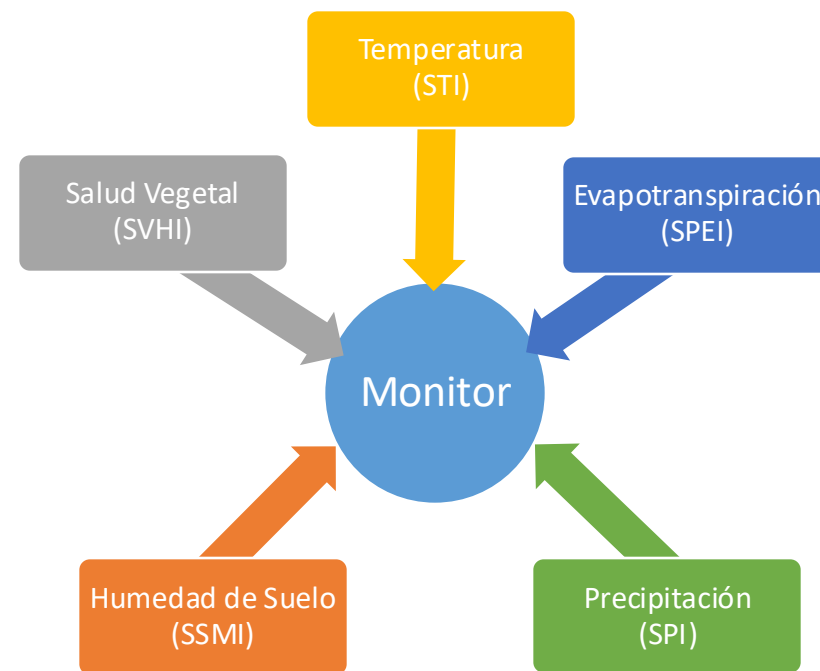 Temperatura
(STI)
Salud Vegetal
(SVHI)
Evapotranspiración
(SPEI)
Monitor
Humedad de Suelo
(SSMI)
Precipitación
(SPI)